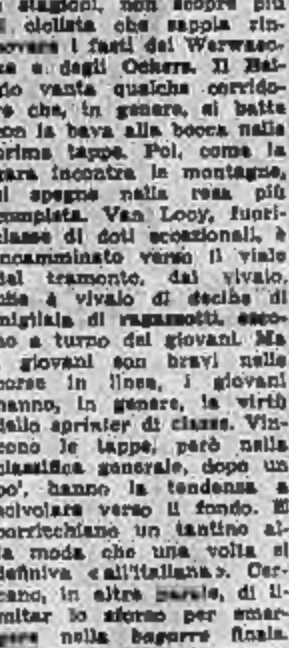 stagioni, non scopre più
ciclista che sappia rin-
novare i fasti dei
e degli Ockers. Il Bel-
gio vanta qualche corrido-
re che, in genere, si batte
con la bava alla bocca nelle
prime tappe. Poi, come la
gara incontra le montagne,
si spegne nella resa più
completa. Van Looy, fuori-
classe di doti eccezionali, è
incamminato verso il viale
del tramonto, dal vivaio,
che è vivaio di decine di
migliaia di ragazzotti, esco-
no a turno dei giovani. Ma
i giovani son bravi nelle
corse in linea, i giovani
hanno, in genere, la virtù
dello sprinter di classe. Vin-
cono le tappe, però nella
classifica generale, dopo un
po', hanno la tendenza a
scivolare verso il fondo. E
corricchiano un tantino al-
la moda che una volta si
definiva « all'italiana ». Cer-
cano, in altre parole, di li-
mitar lo sforzo per emer-
gere nella bagarre finale.